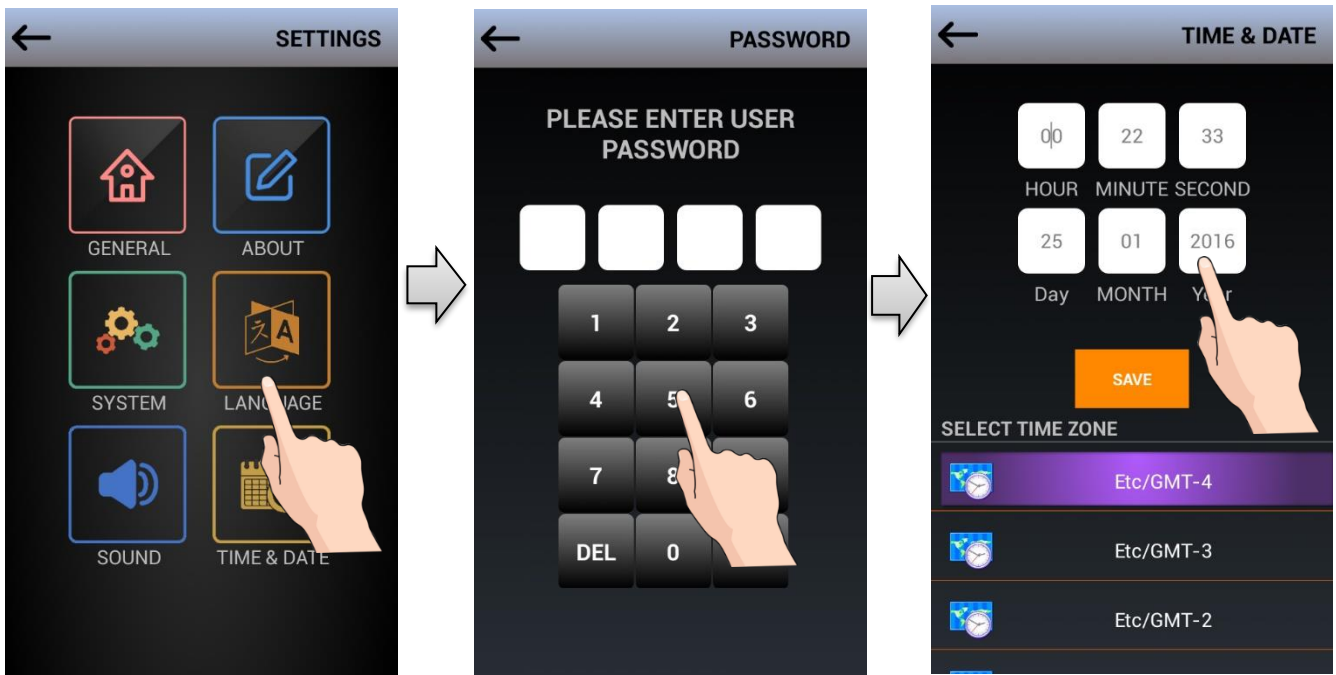 SETTINGS
GENERAL
ABOUT
SYSTEM
LANGUAGE
SOUND
TIME & DATE
PASSWORD
PLEASE ENTER USER
PASSWORD
1 2 3
4 5 6
7 8
DEL 0
TIME & DATE
00 22 33
HOUR MINUTE SECOND
25 01 2016
Day MONTH Year
SAVE
SELECT TIME ZONE
Etc/GMT-4
Etc/GMT-3
Etc/GMT-2